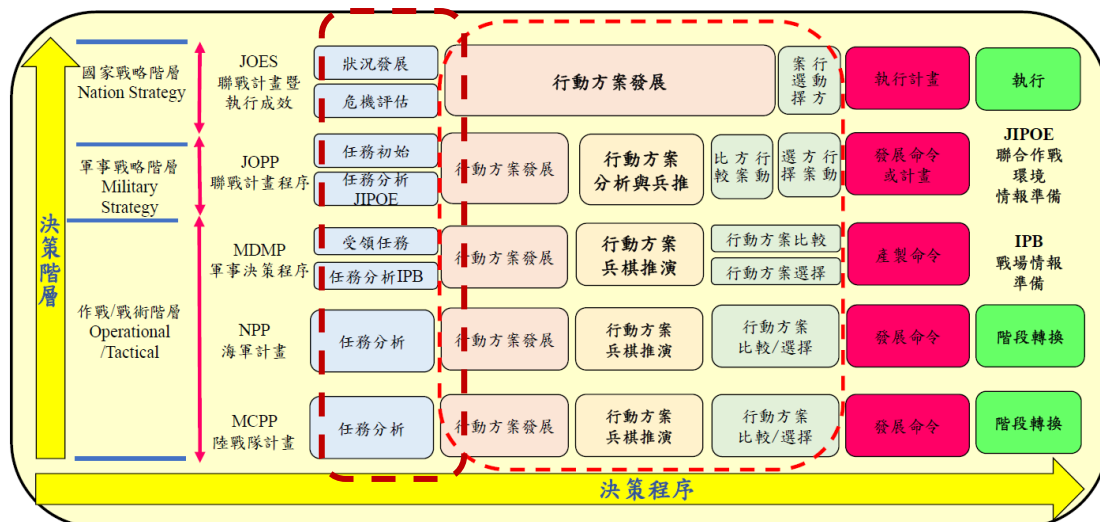 決策階層
國家戰略階層
Nation Strategy
軍事戰略階層
Military
Strategy
作戰/戰術階層
Operational
/Tactical
JOES
聯戰計畫暨
執行成效
狀況發展
危機評估
行動方案發展
案行
選動
擇方
執行計畫
執行
JOPP
聯戰計畫程序
任務初始
任務分析
JIPOE
行動方案發展
行動方案
分析與兵推
比方行
較案動
選方行
擇案動
發展命令
或計畫
JIPOE
聯合作戰
環境
情報準備
MDMP
軍事決策程序
受領任務
任務分析IPB
行動方案發展
行動方案
兵棋推演
行動方案比較
行動方案選擇
產製命令
IPB
戰場情報
準備
NPP
海軍計畫
任務分析
行動方案發展
行動方案
兵棋推演
行動方案
比較/選擇
發展命令
階段轉換
MCPP
陸戰隊計畫
任務分析
行動方案發展
行動方案
兵棋推演
行動方案
比較/選擇
發展命令
階段轉換
決策程序